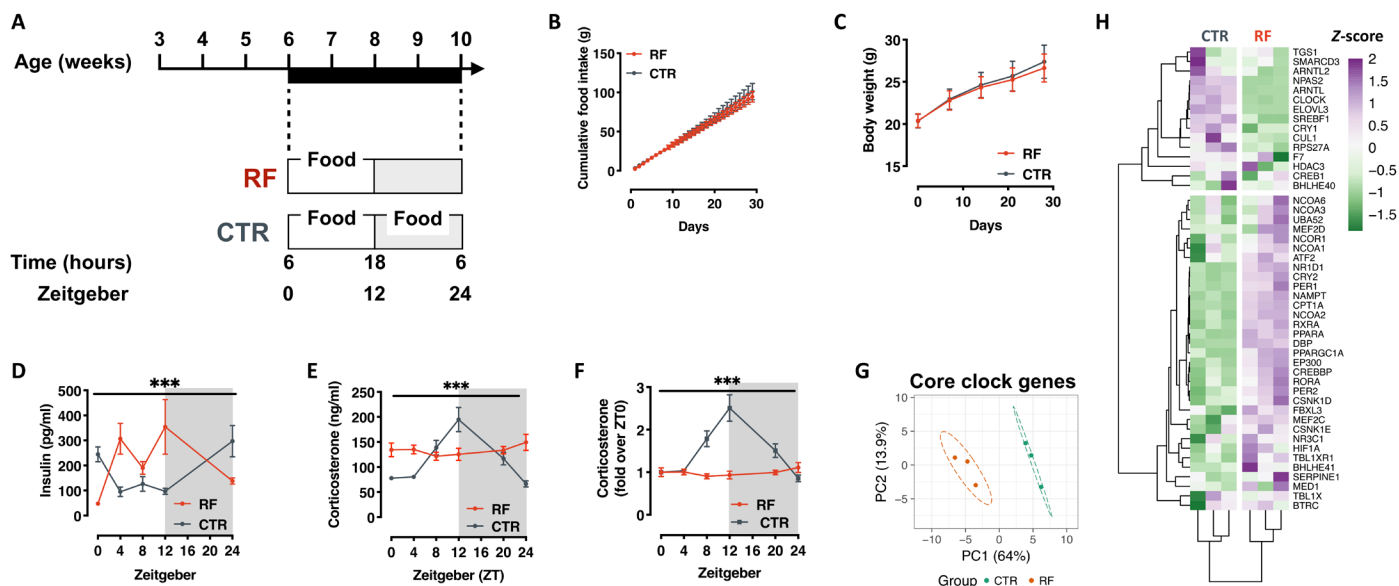 A
3 4 5 6 7 8 9 10
Age (weeks)
Food
RF
Food Food
CTR
Time (hours) 6 18 6
Zeitgeber 0 12 24
B
Cumulative food intake (g)
200
150
100
50
0
RF
CTR
0 10 20 30
Days
C
Body weight (g)
30
25
20
15
RF
CTR
0 10 20 30
Days
D
***
Insulin (pg/ml)
500
400
300
200
100
0
RF
CTR
0 4 8 12 16 20 24
Zeitgeber
E
***
Corticosterone (ng/ml)
250
200
150
100
50
0
RF
CTR
0 4 8 12 16 20 24
Zeitgeber (ZT)
F
***
Corticosterone
(fold over ZT0)
3
2
1
0
RF
CTR
0 4 8 12 16 20 24
Zeitgeber
G
Core clock genes
PC2 (13.9%)
10
5
0
−5
−10 −5 0 5 10
PC1 (64%)
Group CTR RF
H
CTR RF
Z-score
2
1.5
1
0.5
0
−0.5
−1
−1.5
TGS1
SMARCD3
ARNTL2
NPAS2
ARNTL
CLOCK
ELOVL3
SREBF1
CRY1
CUL1
RPS27A
F7
HDAC3
CREB1
BHLHE40
NCOA6
NCOA3
UBA52
MEF2D
NCOR1
NCOA1
ATF2
NR1D1
CRY2
PER1
NAMPT
CPT1A
NCOA2
RXRA
PPARA
DBP
PPARGC1A
EP300
CREBBP
RORA
PER2
CSNK1D
FBXL3
MEF2C
CSNK1E
NR3C1
HIF1A
TBL1XR1
BHLHE41
SERPINE1
MED1
TBL1X
BTRC